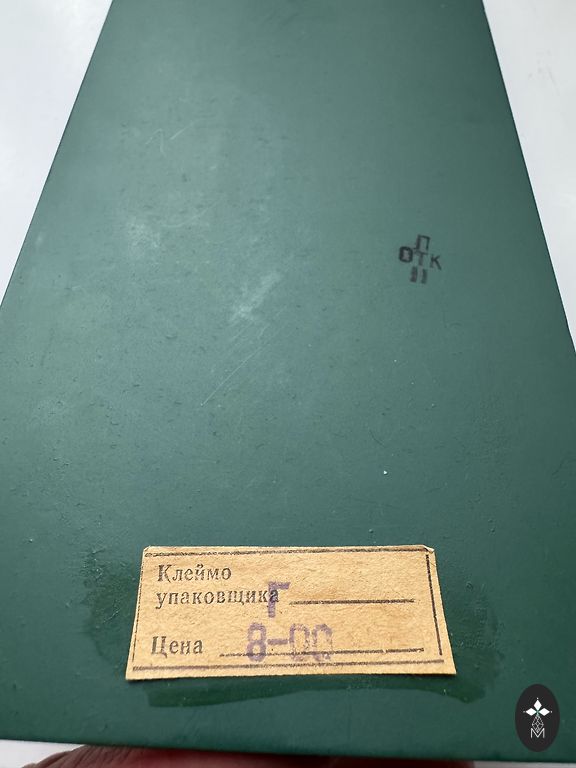 П
ОТК
11
Клеймо
упаковщика Г
Цена 8-00
М